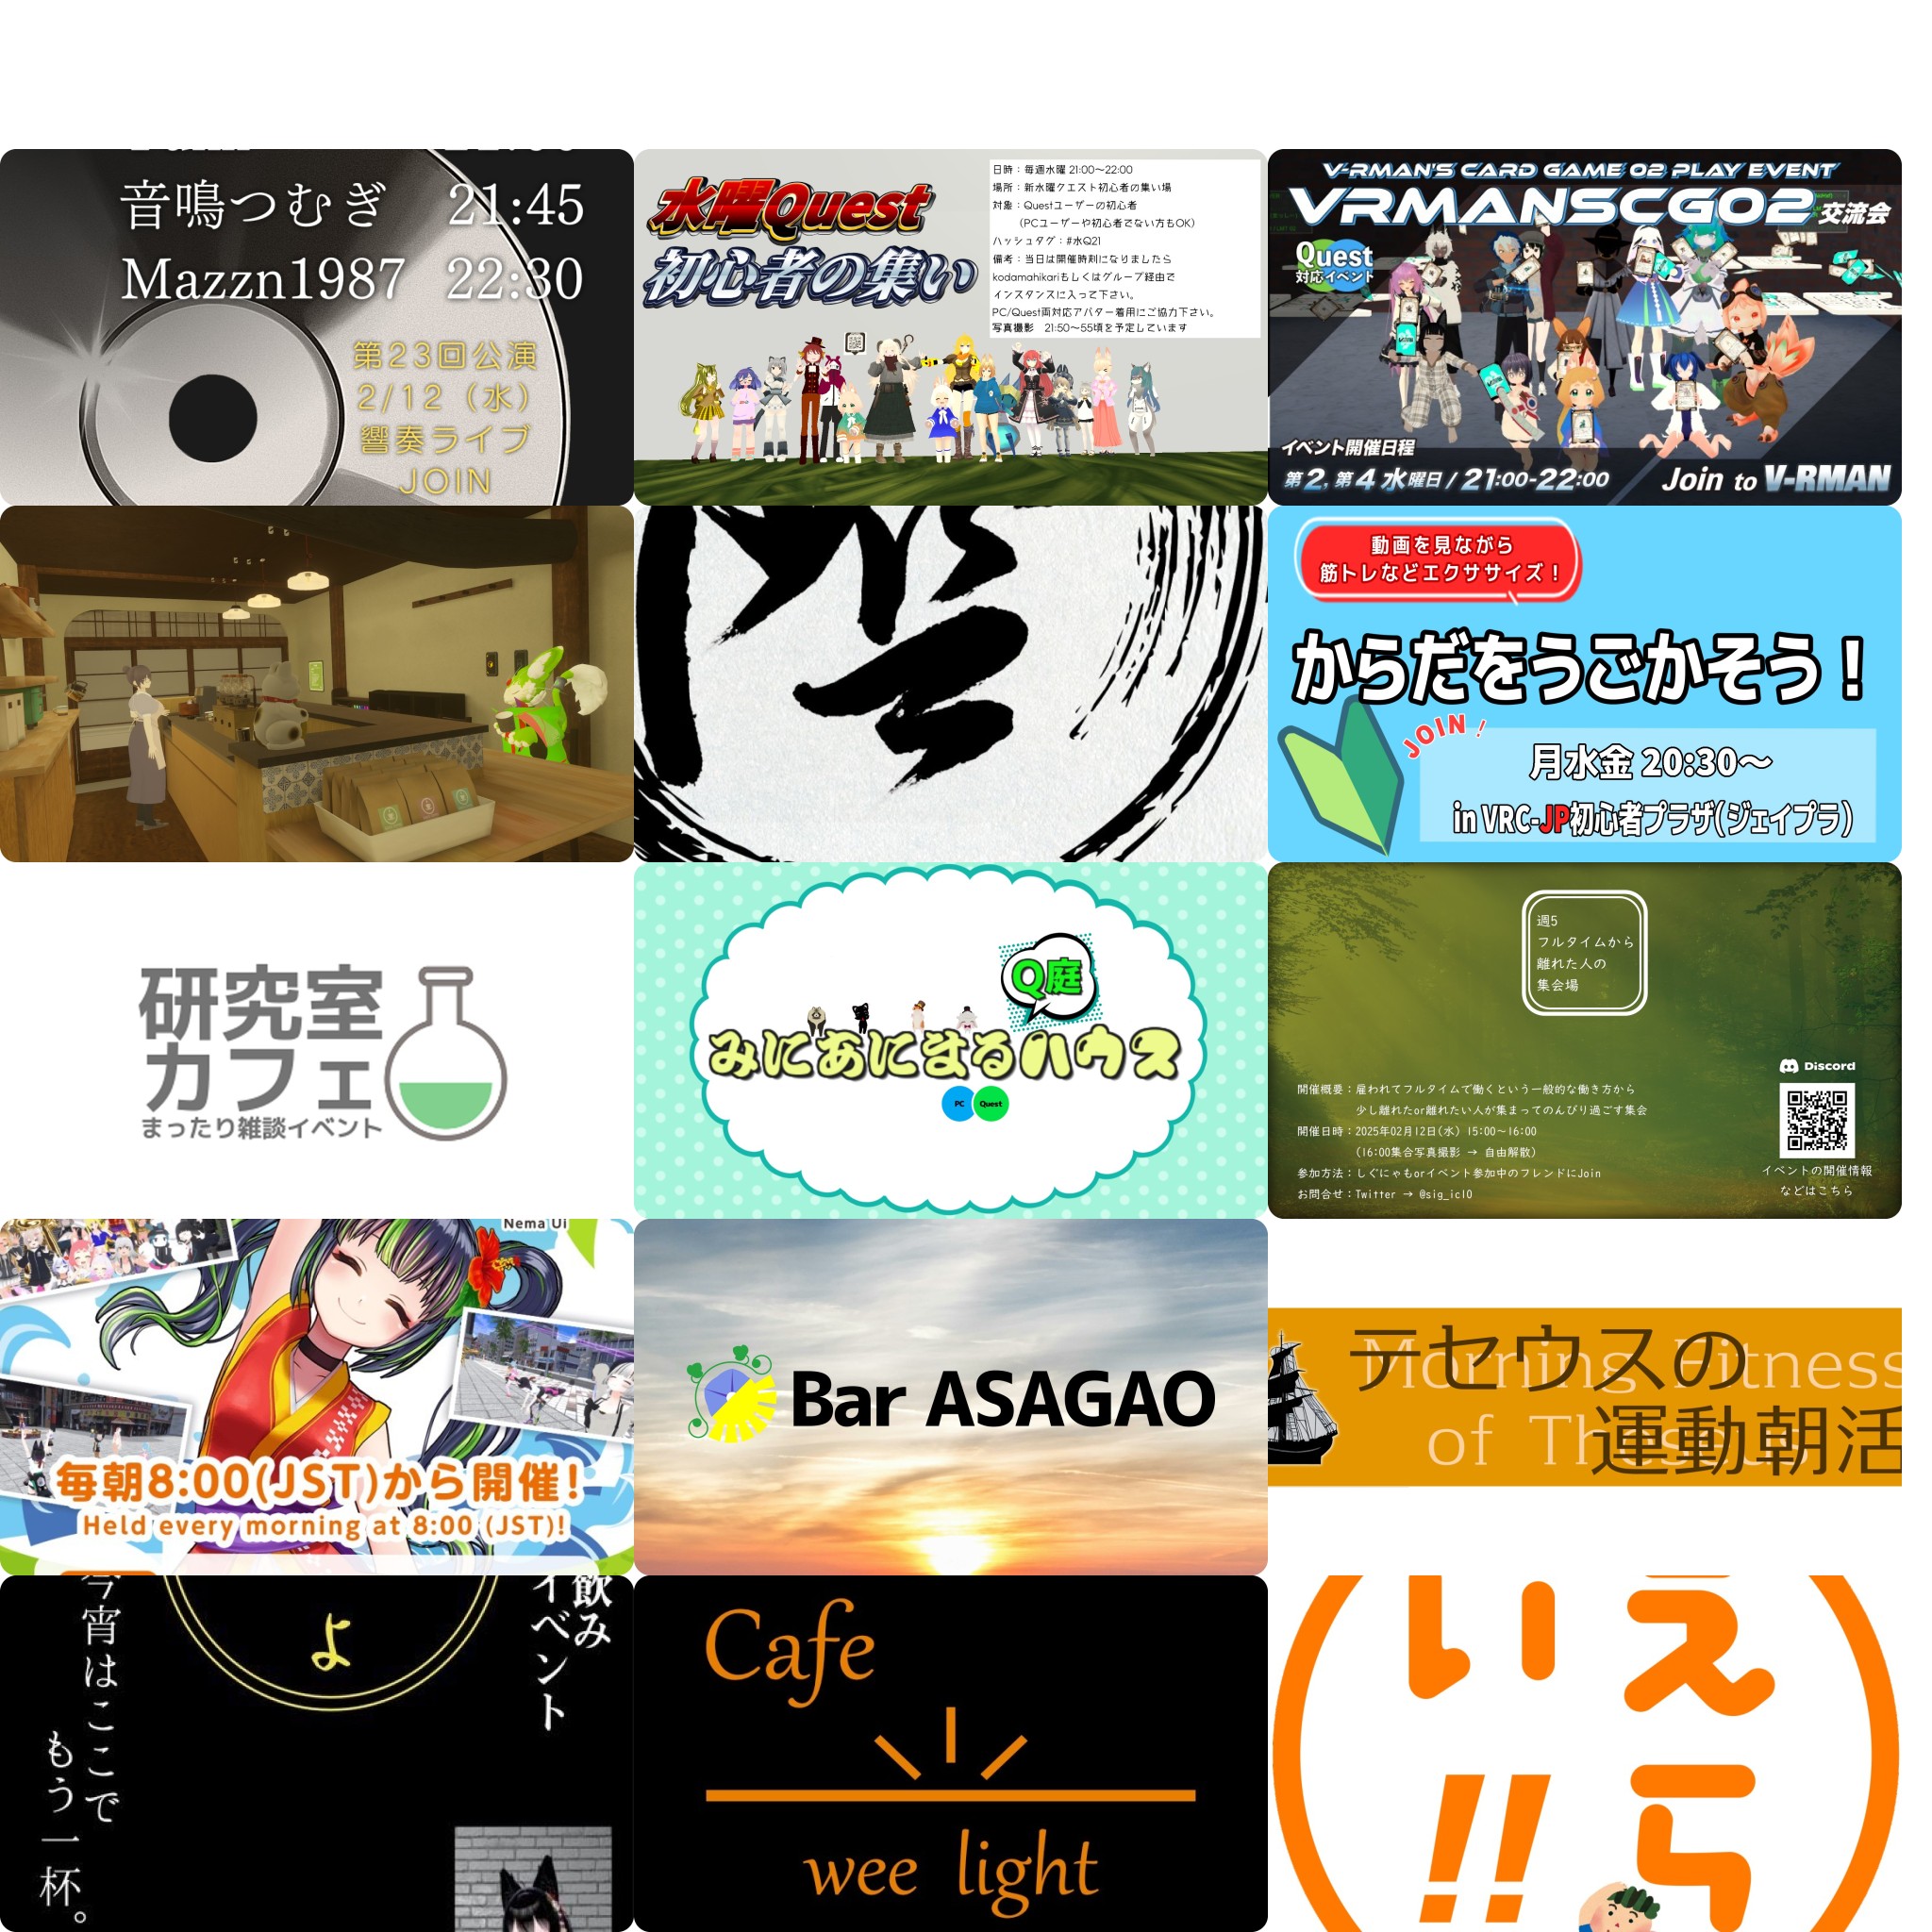 音鳴つむぎ 21:45
Mazzn1987 22:30
第23回公演
2/12（水）
響奏ライブ
JOIN
水曜Quest
初心者の集い
日時：毎週水曜 21:00～22:00
場所：新水曜クエスト初心者の集い場
対象：Questユーザーの初心者
(PCユーザーや初心者でない方もOK)
ハッシュタグ：#水Q21
備考：当日は開催時刻になりましたら
kodamahikariもしくはグループ経由で
インスタンスに入って下さい。
PC/Quest両対応アバター着用にご協力下さい。
写真撮影　21:50～55頃を予定しています
V-RMAN'S CARD GAME 02 PLAY EVENT
VRMANSCG02交流会
Quest
対応イベント
イベント開催日程
第2, 第4 水曜日 / 21:00-22:00
Join to V-RMAN
動画を見ながら
筋トレなどエクササイズ！
からだをうごかそう！
JOIN！
月水金 20:30～
in VRC-JP初心者プラザ(ジェイプラ)
研究室
カフェ
まったり雑談イベント
Q庭
みにあにまるハウス
PC Quest
週5
フルタイムから
離れた人の
集会場
Discord
開催概要：雇われてフルタイムで働くという一般的な働き方から
少し離れたor離れたい人が集まってのんびり過ごす集会
開催日時：2025年02月12日(水) 15:00～16:00
(16:00集合写真撮影 → 自由解散)
参加方法：しぐにゃもorイベント参加中のフレンドにJoin
お問合せ：Twitter → @sig_ic10
イベントの開催情報
などはこちら
Nema Ui
毎朝8:00(JST)から開催！
Held every morning at 8:00 (JST)!
Bar ASAGAO
テセウスの
Morning Fitness
運動朝活
of
飲み
イベント
よ
今宵はここで
もう一杯。
Cafe
wee light
えら
い!!